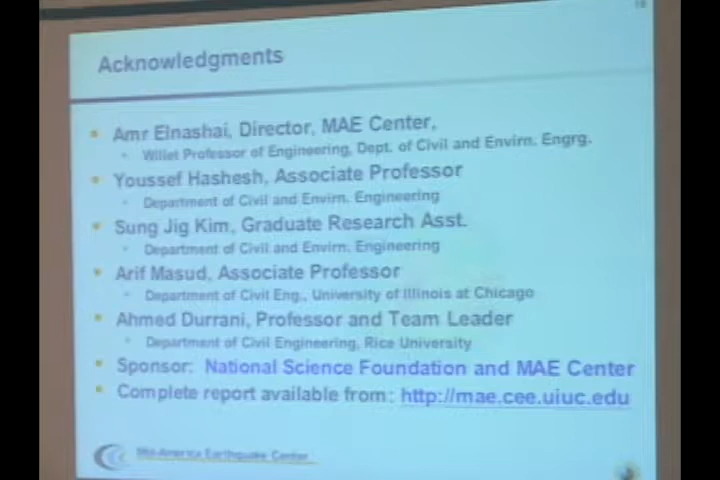 Acknowledgments
Amr Elnashai, Director, MAE Center,
Willet Professor of Engineering, Dept. of Civil and Envirn. Engrg.
Youssef Hashesh, Associate Professor
Department of Civil and Envirn. Engineering
Sung Jig Kim, Graduate Research Asst.
Department of Civil and Envirn. Engineering
Arif Masud, Associate Professor
Department of Civil Eng., University of Illinois at Chicago
Ahmed Durrani, Professor and Team Leader
Department of Civil Engineering, Rice University
Sponsor: National Science Foundation and MAE Center
Complete report available from: http://mae.cee.uiuc.edu
Mid-America Earthquake Center